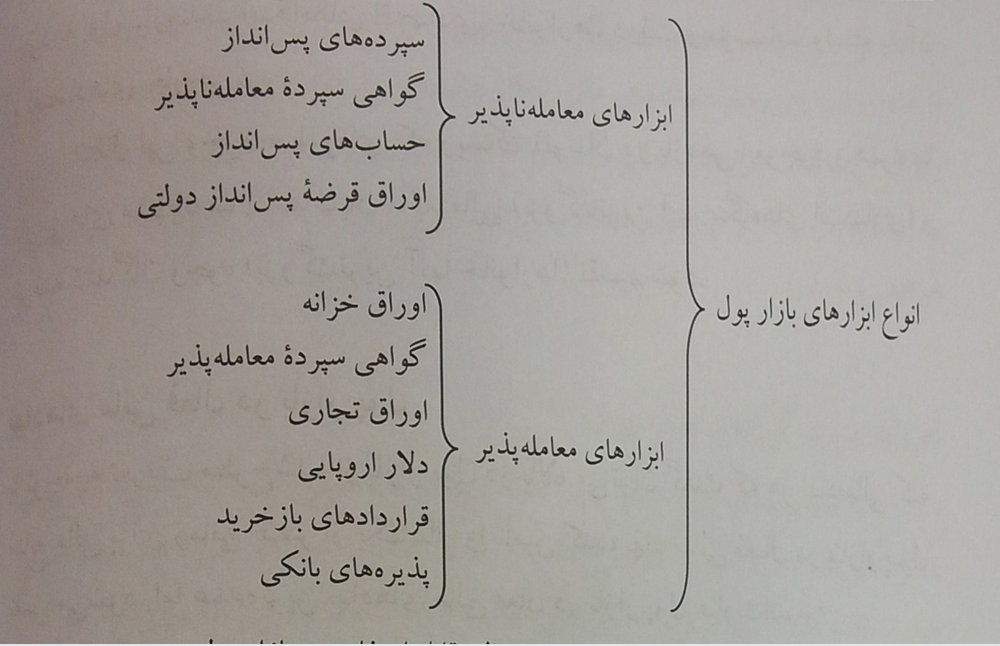 انواع ابزارهای بازار پول
ابزارهای معامله‌ناپذیر
سپرده‌های پس‌انداز
گواهی سپردهٔ معامله‌ناپذیر
حساب‌های پس‌انداز
اوراق قرضهٔ پس‌انداز دولتی
ابزارهای معامله‌پذیر
اوراق خزانه
گواهی سپردهٔ معامله‌پذیر
اوراق تجاری
دلار اروپایی
قراردادهای بازخرید
پذیره‌های بانکی